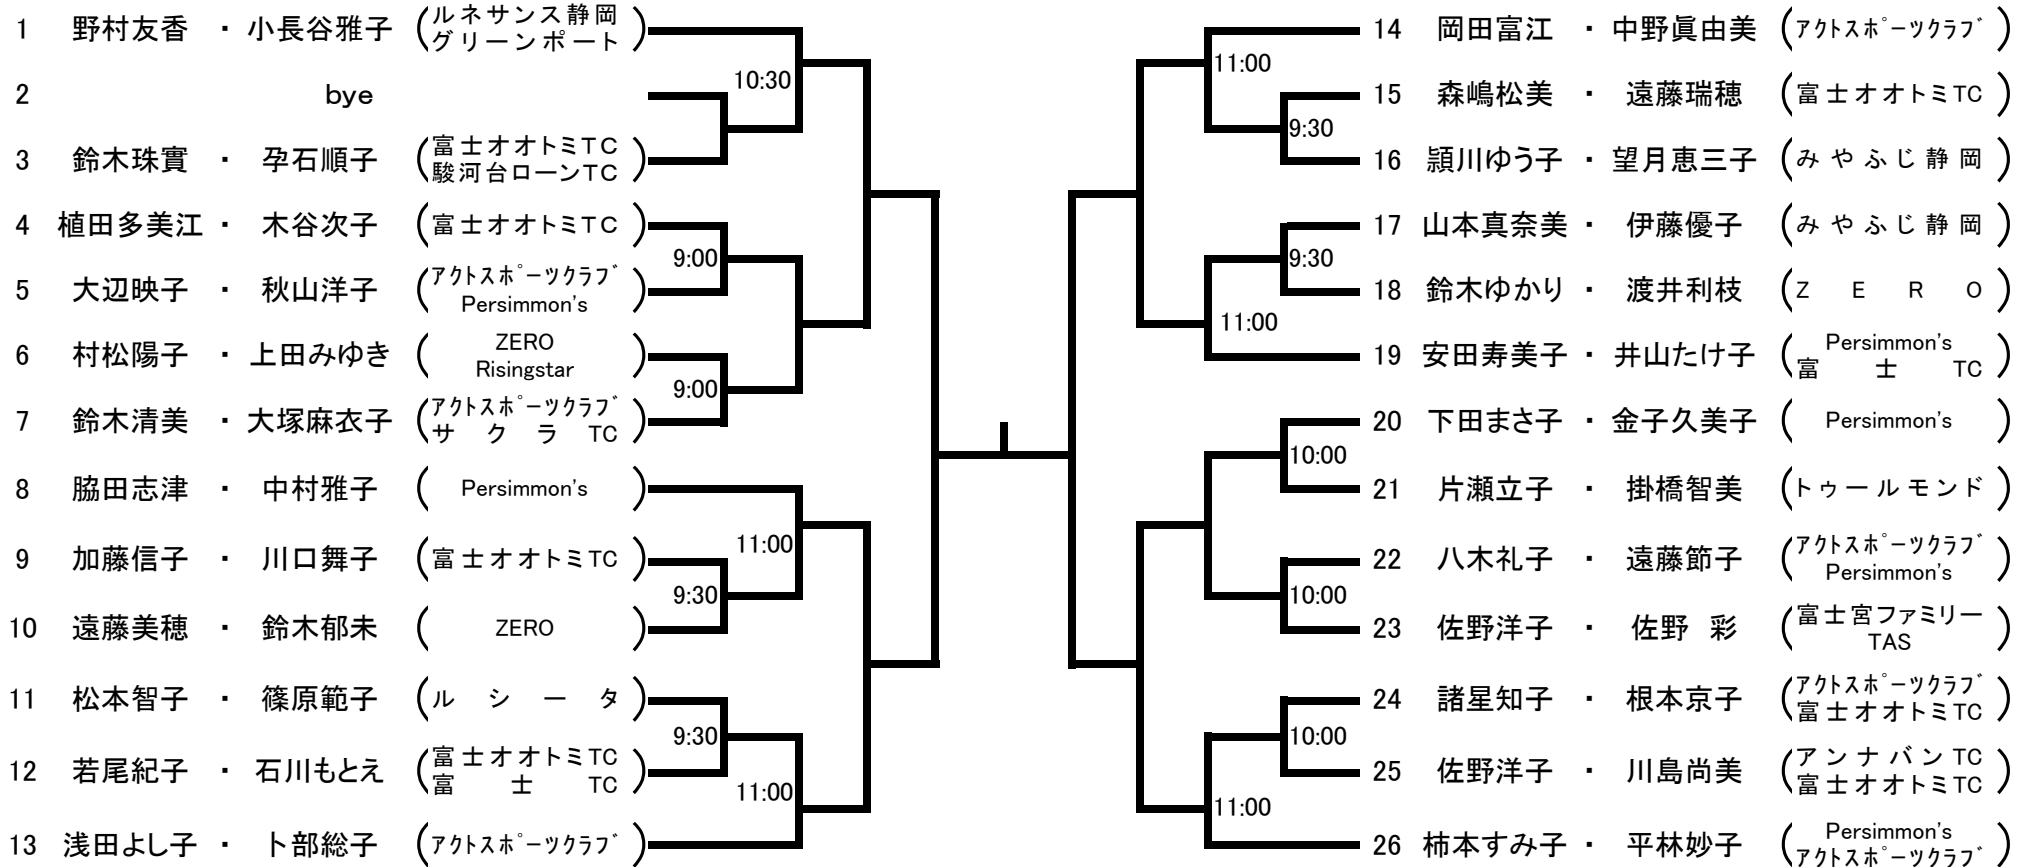 1 野村友香 ・ 小長谷雅子 (ルネサンス静岡
グリーンポート)
10:30
2 bye
3 鈴木珠實 ・ 孕石順子 (富士オオトミTC
駿河台ローンTC)
4 植田多美江 ・ 木谷次子 (富士オオトミTC)
9:00
5 大辺映子 ・ 秋山洋子 (アクトスポーツクラブ
Persimmon's)
6 村松陽子 ・ 上田みゆき (ZERO
Risingstar)
9:00
7 鈴木清美 ・ 大塚麻衣子 (アクトスポーツクラブ
サクラTC)
8 脇田志津 ・ 中村雅子 (Persimmon's)
11:00
9 加藤信子 ・ 川口舞子 (富士オオトミTC)
9:30
10 遠藤美穂 ・ 鈴木郁未 (ZERO)
11 松本智子 ・ 篠原範子 (ルシータ)
9:30
12 若尾紀子 ・ 石川もとえ (富士オオトミTC
富士TC)
11:00
13 浅田よし子 ・ 卜部総子 (アクトスポーツクラブ)
14 岡田富江 ・ 中野眞由美 (アクトスポーツクラブ)
11:00
15 森嶋松美 ・ 遠藤瑞穂 (富士オオトミTC)
9:30
16 頴川ゆう子 ・ 望月恵三子 (みやふじ静岡)
17 山本真奈美 ・ 伊藤優子 (みやふじ静岡)
9:30
18 鈴木ゆかり ・ 渡井利枝 (ZERO)
11:00
19 安田寿美子 ・ 井山たけ子 (Persimmon's
富士TC)
20 下田まさ子 ・ 金子久美子 (Persimmon's)
10:00
21 片瀬立子 ・ 掛橋智美 (トゥールモンド)
22 八木礼子 ・ 遠藤節子 (アクトスポーツクラブ
Persimmon's)
10:00
23 佐野洋子 ・ 佐野 彩 (富士宮ファミリー
TAS)
24 諸星知子 ・ 根本京子 (アクトスポーツクラブ
富士オオトミTC)
10:00
25 佐野洋子 ・ 川島尚美 (アンナバンTC
富士オオトミTC)
11:00
26 柿本すみ子 ・ 平林妙子 (Persimmon's
アクトスポーツクラブ)